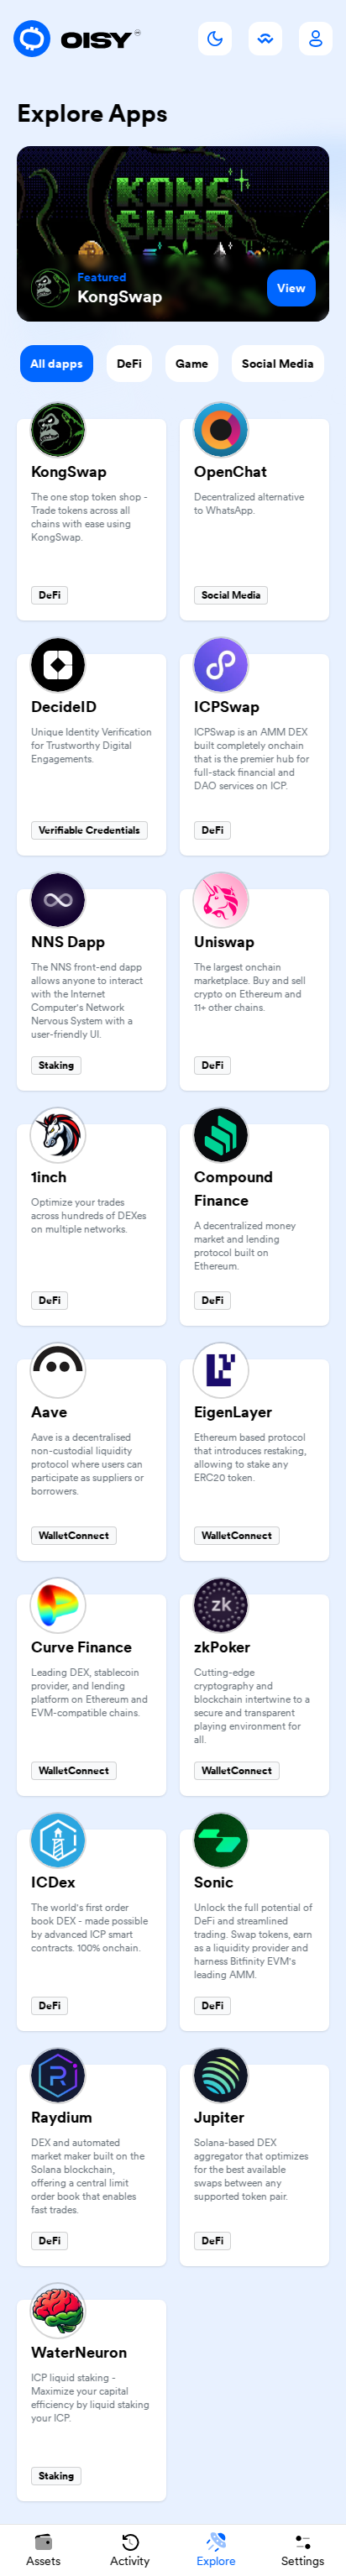 OISY
Explore Apps
KONG
SWAP
Featured
KongSwap
View
All dapps
DeFi
Game
Social Media
KongSwap
The one stop token shop -
Trade tokens across all
chains with ease using
KongSwap.
DeFi
OpenChat
Decentralized alternative
to WhatsApp.
Social Media
DecideID
Unique Identity Verification
for Trustworthy Digital
Engagements.
Verifiable Credentials
ICPSwap
ICPSwap is an AMM DEX
built completely onchain
that is the premier hub for
full-stack financial and
DAO services on ICP.
DeFi
NNS Dapp
The NNS front-end dapp
allows anyone to interact
with the Internet
Computer's Network
Nervous System with a
user-friendly UI.
Staking
Uniswap
The largest onchain
marketplace. Buy and sell
crypto on Ethereum and
11+ other chains.
DeFi
1inch
Optimize your trades
across hundreds of DEXes
on multiple networks.
DeFi
Compound
Finance
A decentralized money
market and lending
protocol built on
Ethereum.
DeFi
Aave
Aave is a decentralised
non-custodial liquidity
protocol where users can
participate as suppliers or
borrowers.
WalletConnect
EigenLayer
Ethereum based protocol
that introduces restaking,
allowing to stake any
ERC20 token.
WalletConnect
Curve Finance
Leading DEX, stablecoin
provider, and lending
platform on Ethereum and
EVM-compatible chains.
WalletConnect
zk
zkPoker
Cutting-edge
cryptography and
blockchain intertwine to a
secure and transparent
playing environment for
all.
WalletConnect
ICDex
The world's first order
book DEX - made possible
by advanced ICP smart
contracts. 100% onchain.
DeFi
Sonic
Unlock the full potential of
DeFi and streamlined
trading. Swap tokens, earn
as a liquidity provider and
harness Bitfinity EVM's
leading AMM.
DeFi
Raydium
DEX and automated
market maker built on the
Solana blockchain,
offering a central limit
order book that enables
fast trades.
DeFi
Jupiter
Solana-based DEX
aggregator that optimizes
for the best available
swaps between any
supported token pair.
DeFi
WaterNeuron
ICP liquid staking -
Maximize your capital
efficiency by liquid staking
your ICP.
Staking
Assets
Activity
Explore
Settings